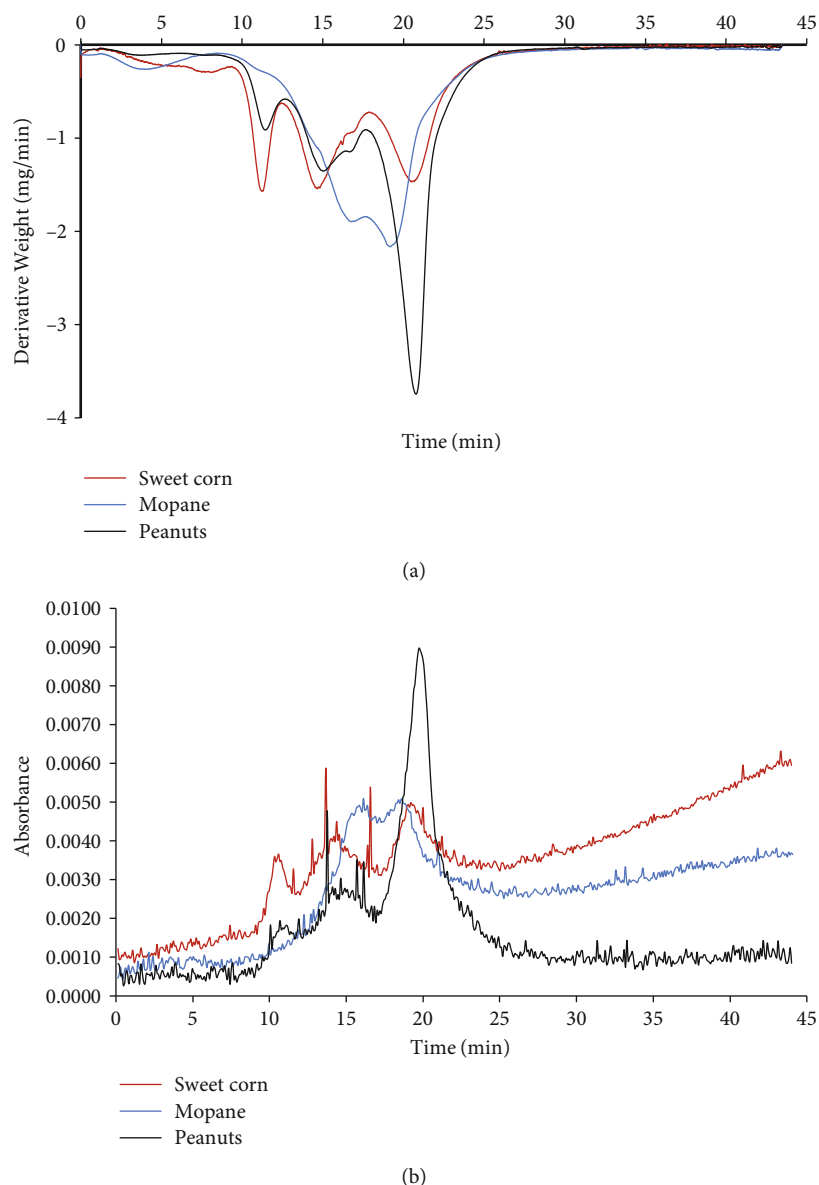 0 5 10 15 20 25 30 35 40 45
0
–1
–2
–3
–4
Derivative Weight (mg/min)
Time (min)
Sweet corn
Mopane
Peanuts
(a)
0.0100
0.0090
0.0080
0.0070
0.0060
0.0050
0.0040
0.0030
0.0020
0.0010
0.0000
Absorbance
0 5 10 15 20 25 30 35 40 45
Time (min)
Sweet corn
Mopane
Peanuts
(b)